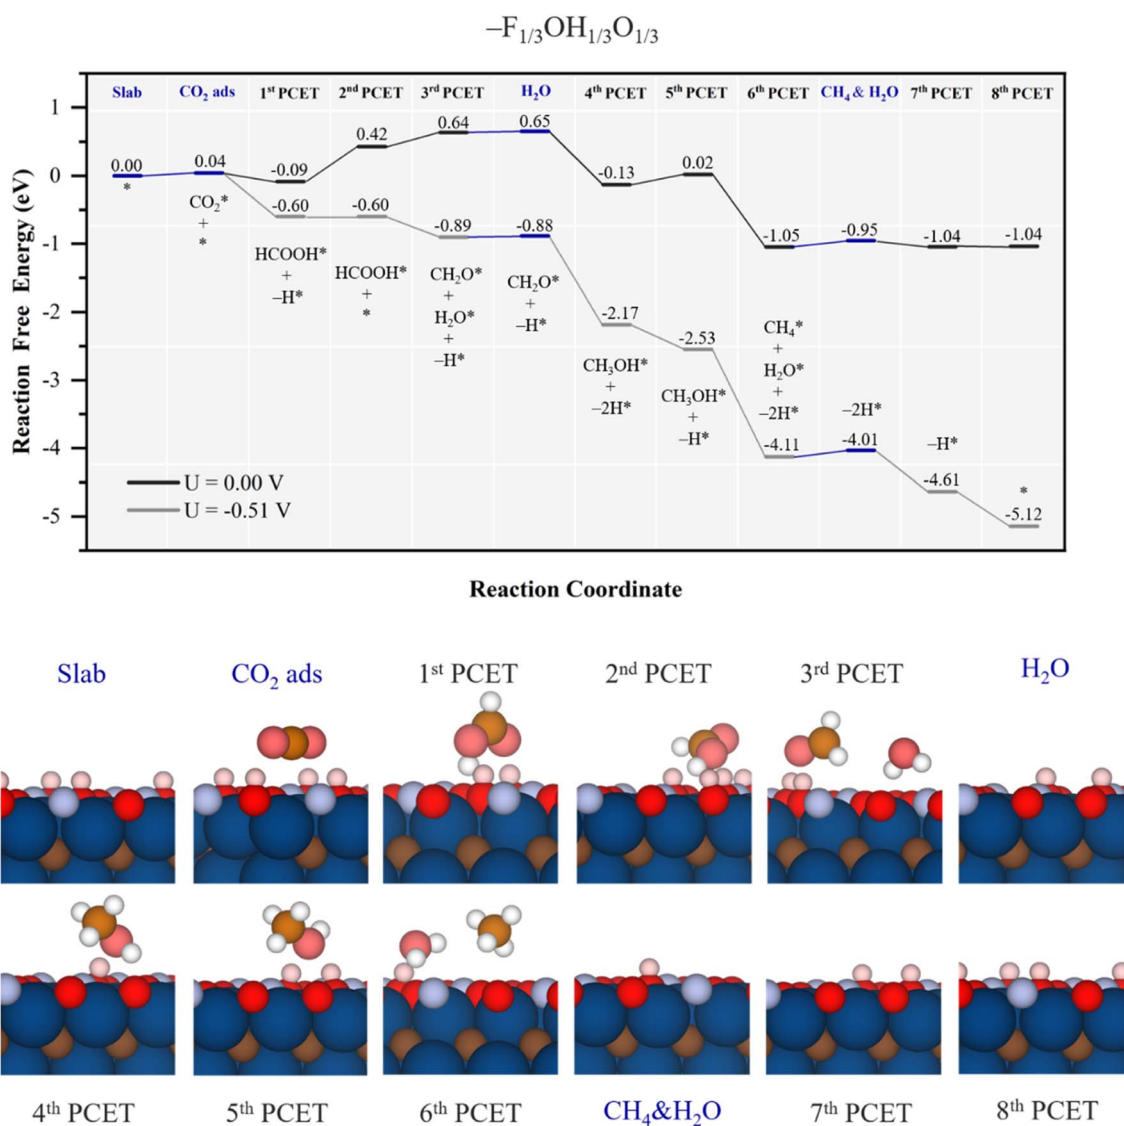 –F1/3OH1/3O1/3
Slab CO2 ads 1st PCET 2nd PCET 3rd PCET H2O 4th PCET 5th PCET 6th PCET CH4 & H2O 7th PCET 8th PCET
Reaction Free Energy (eV)
1
0
-1
-2
-3
-4
-5
0.00 0.04 -0.09 0.42 0.64 0.65 -0.13 0.02 -1.05 -0.95 -1.04 -1.04
-0.60 -0.60 -0.89 -0.88 -2.17 -2.53 -4.11 -4.01 -4.61 -5.12
*
CO2*
+
*
HCOOH*
+
–H*
HCOOH*
+
*
CH2O*
+
H2O*
+
–H*
CH2O*
+
–H*
CH3OH*
+
–2H*
CH3OH*
+
–H*
CH4*
+
H2O*
+
–2H*
–2H*
–H*
*
U = 0.00 V
U = -0.51 V
Reaction Coordinate
Slab CO2 ads 1st PCET 2nd PCET 3rd PCET H2O
4th PCET 5th PCET 6th PCET CH4&H2O 7th PCET 8th PCET